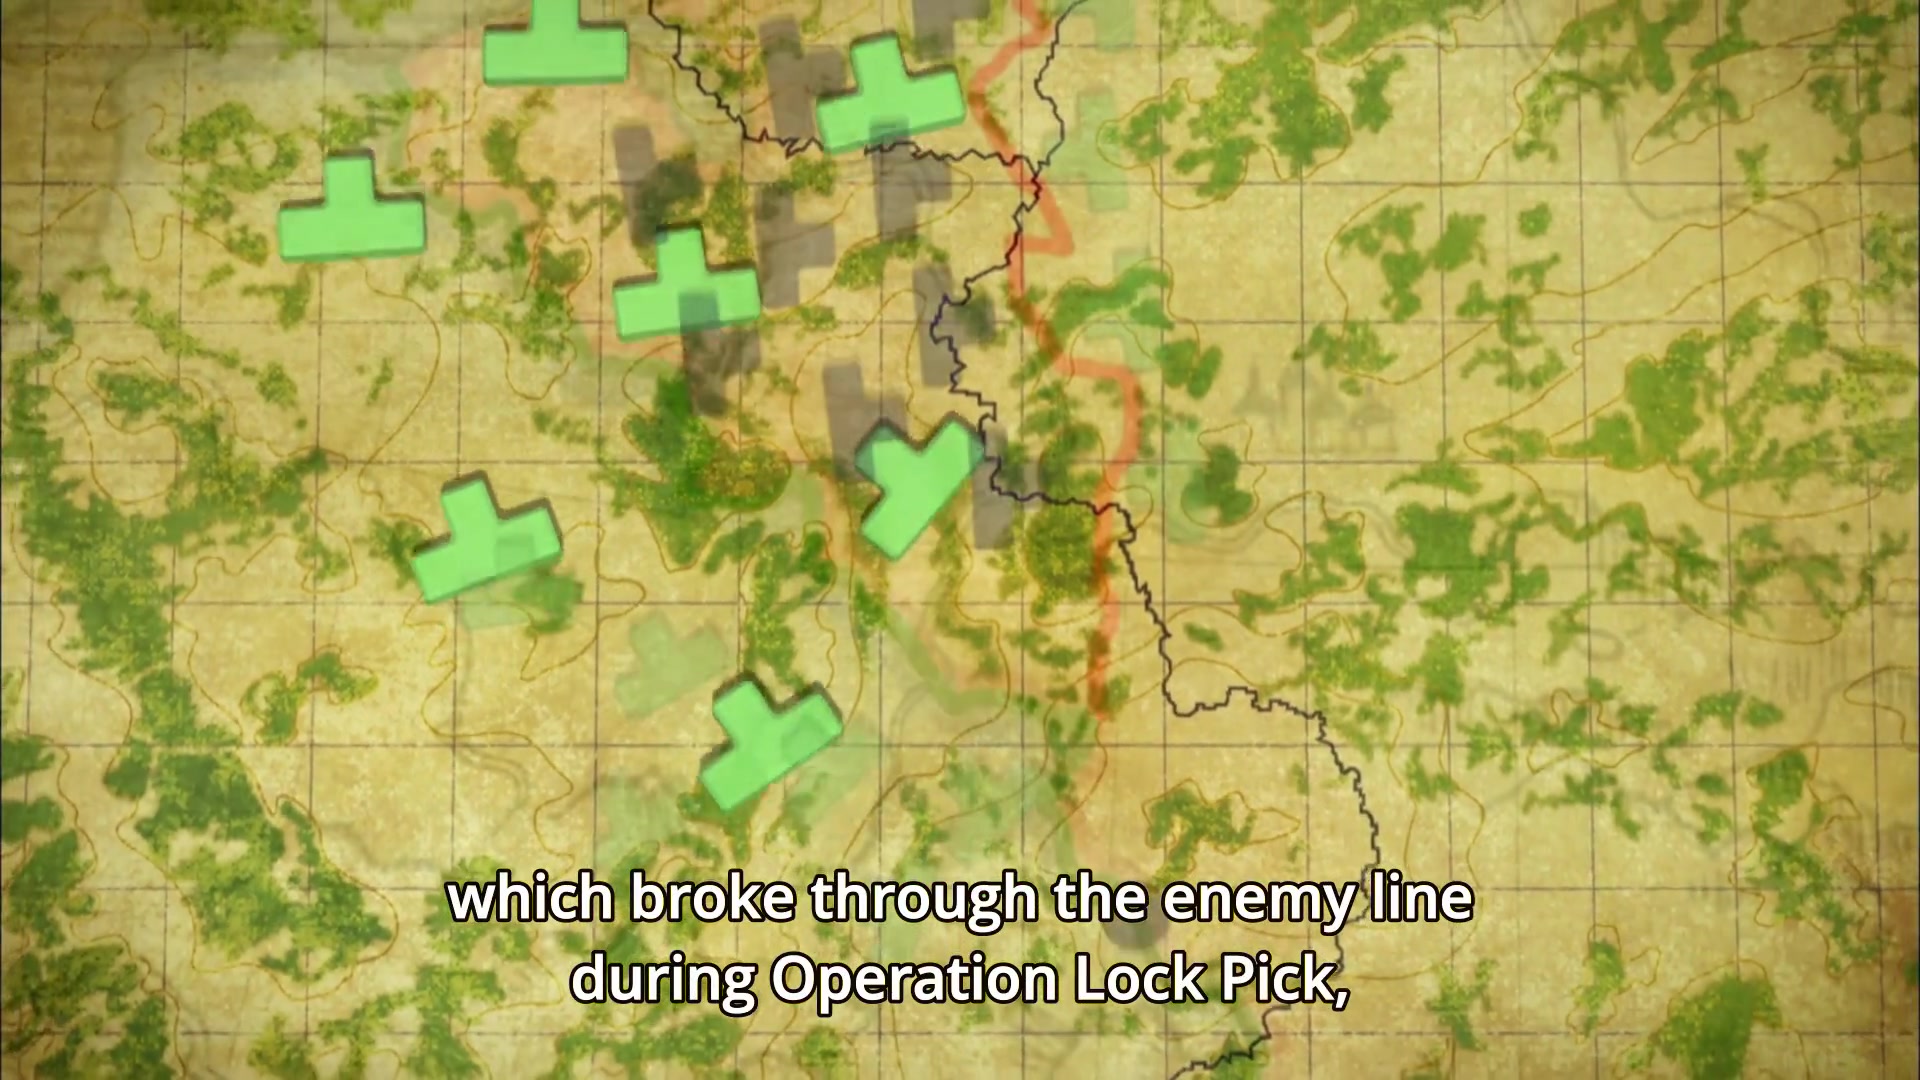 which broke through the enemy line
during Operation Lock Pick,